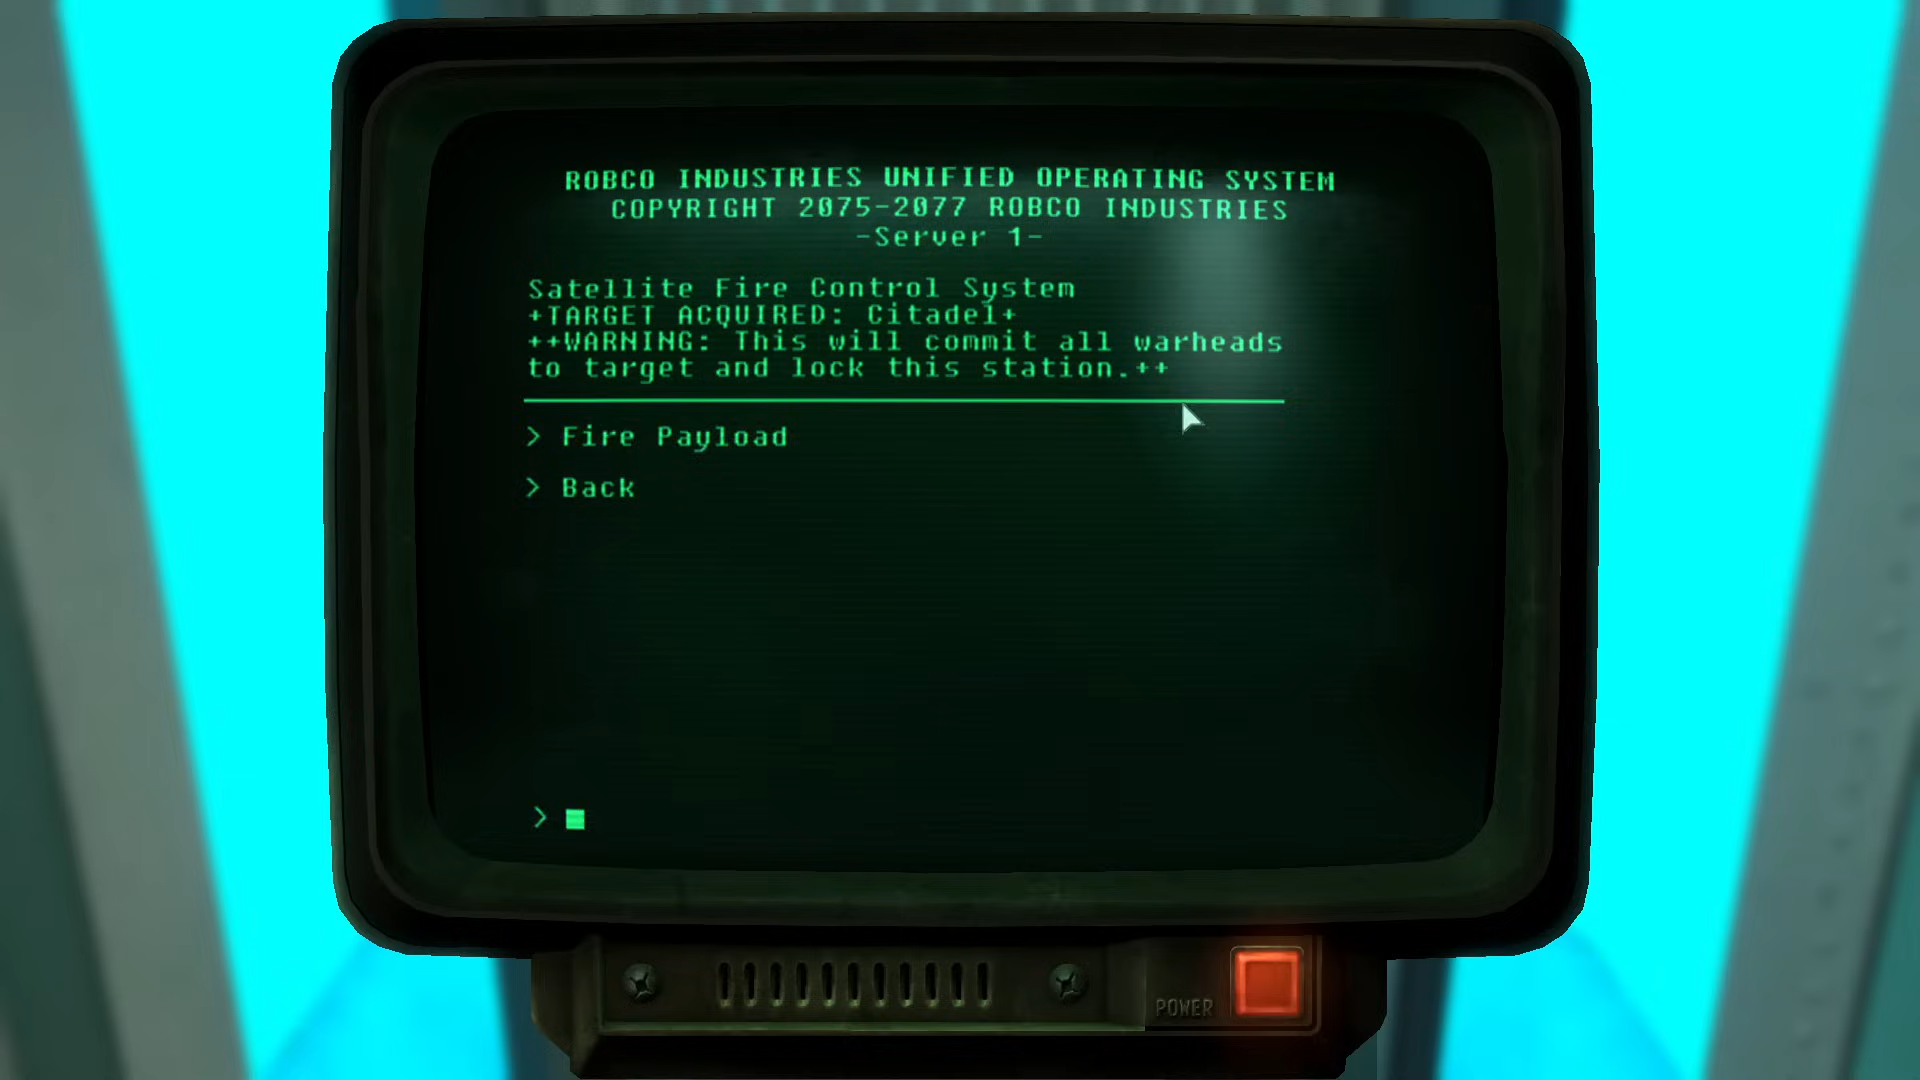 ROBCO INDUSTRIES UNIFIED OPERATING SYSTEM
COPYRIGHT 2075-2077 ROBCO INDUSTRIES
-Server 1-
Satellite Fire Control System
+TARGET ACQUIRED: Citadel+
++WARNING: This will commit all warheads
to target and lock this station.++
> Fire Payload
> Back
>
POWER